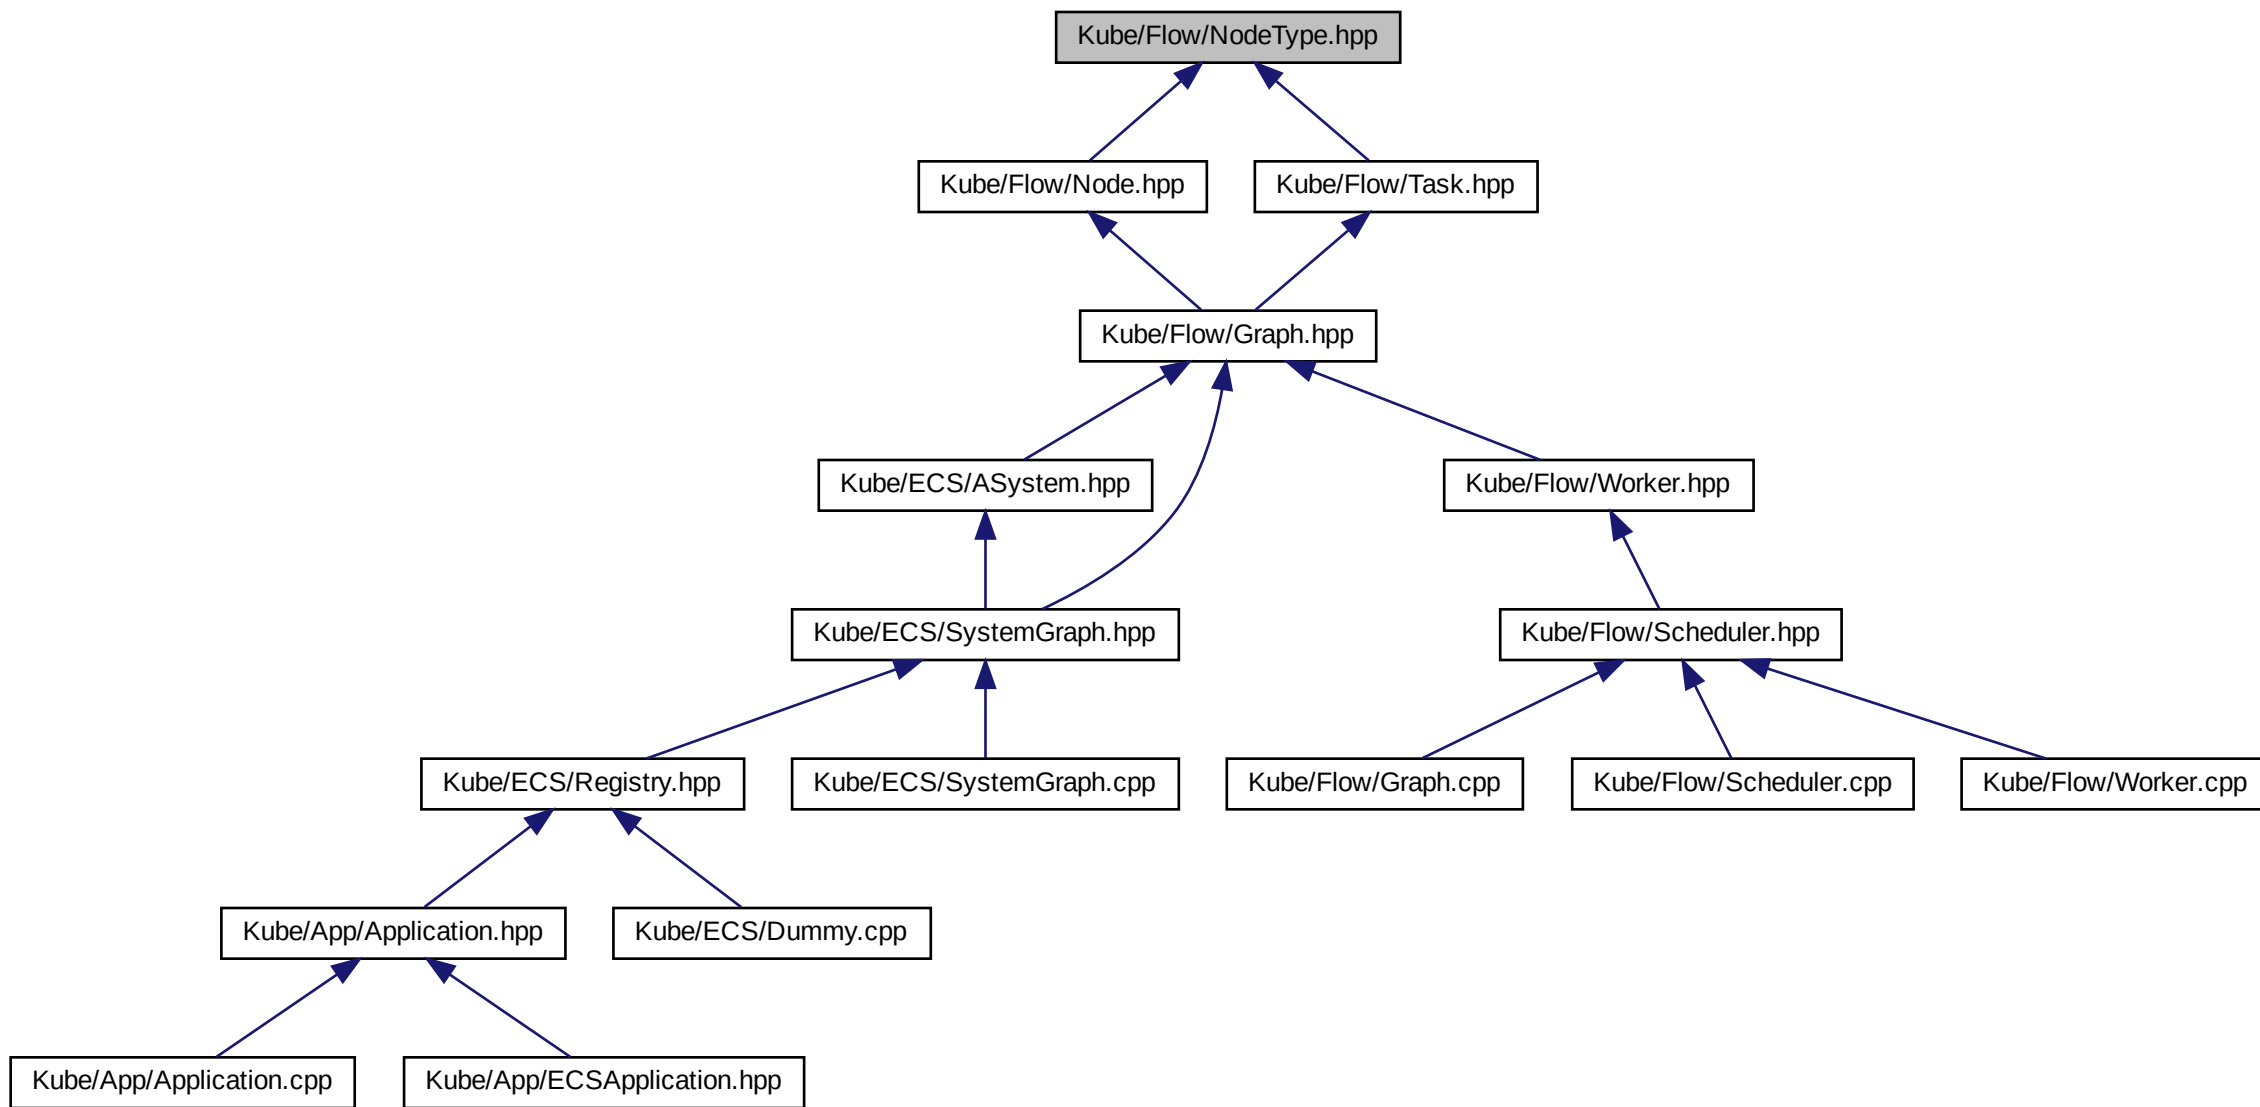 Kube/Flow/NodeType.hpp
Kube/Flow/Node.hpp
Kube/Flow/Task.hpp
Kube/Flow/Graph.hpp
Kube/ECS/ASystem.hpp
Kube/Flow/Worker.hpp
Kube/ECS/SystemGraph.hpp
Kube/Flow/Scheduler.hpp
Kube/ECS/Registry.hpp
Kube/ECS/SystemGraph.cpp
Kube/Flow/Graph.cpp
Kube/Flow/Scheduler.cpp
Kube/Flow/Worker.cpp
Kube/App/Application.hpp
Kube/ECS/Dummy.cpp
Kube/App/Application.cpp
Kube/App/ECSApplication.hpp